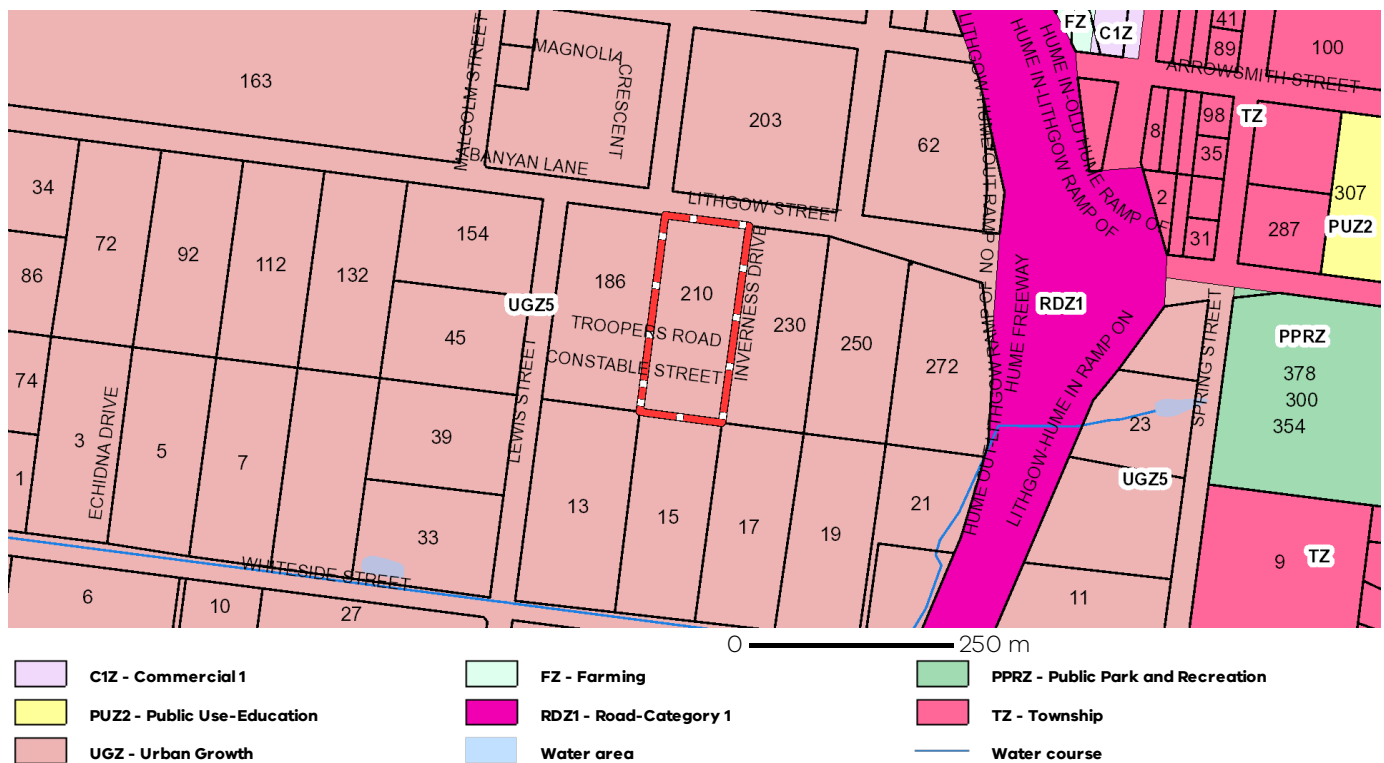 FZ
C1Z
41
89
100
MAGNOLIA
CRESCENT
MALCOLM STREET
LITHGOW-HUME OUT RAMP ON
HUME IN-LITHGOW RAMP OF
HUME IN-OLD HUME RAMP OF
ARROWSMITH STREET
163
203
62
8
98
35
TZ
BANYAN LANE
LITHGOW STREET
34
72
92
112
132
154
186
210
INVERNESS DRIVE
230
250
272
2
31
287
307
PUZ2
86
UGZ5
45
TROOPERS ROAD
CONSTABLE STREET
HUME FREEWAY
RDZ1
LITHGOW-HUME IN RAMP ON
HUME OUT-LITHGOW RAMP OF
SPRING STREET
PPRZ
378
300
354
74
3
ECHIDNA DRIVE
5
7
39
LEWIS STREET
23
UGZ5
1
33
13
15
17
19
21
9
TZ
WHITESIDE STREET
6
10
27
11
0 250 m
C1Z - Commercial 1
FZ - Farming
PPRZ - Public Park and Recreation
PUZ2 - Public Use-Education
RDZ1 - Road-Category 1
TZ - Township
UGZ - Urban Growth
Water area
Water course